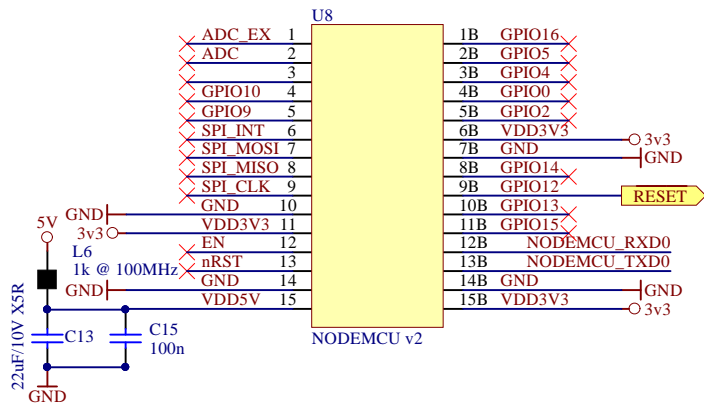 U8
ADC_EX 1 1B GPIO16
ADC 2 2B GPIO5
3 3B GPIO4
GPIO10 4 4B GPIO0
GPIO9 5 5B GPIO2
SPI_INT 6 6B VDD3V3 3v3
SPI_MOSI 7 7B GND GND
SPI_MISO 8 8B GPIO14
SPI_CLK 9 9B GPIO12 RESET
GND GND 10 10B GPIO13
3v3 VDD3V3 11 11B GPIO15
EN 12 12B NODEMCU_RXD0
nRST 13 13B NODEMCU_TXD0
GND GND 14 14B GND GND
VDD5V 15 15B VDD3V3 3v3
NODEMCU v2
5V
L6
1k @ 100MHz
22uF/10V X5R
C13
C15
100n
GND